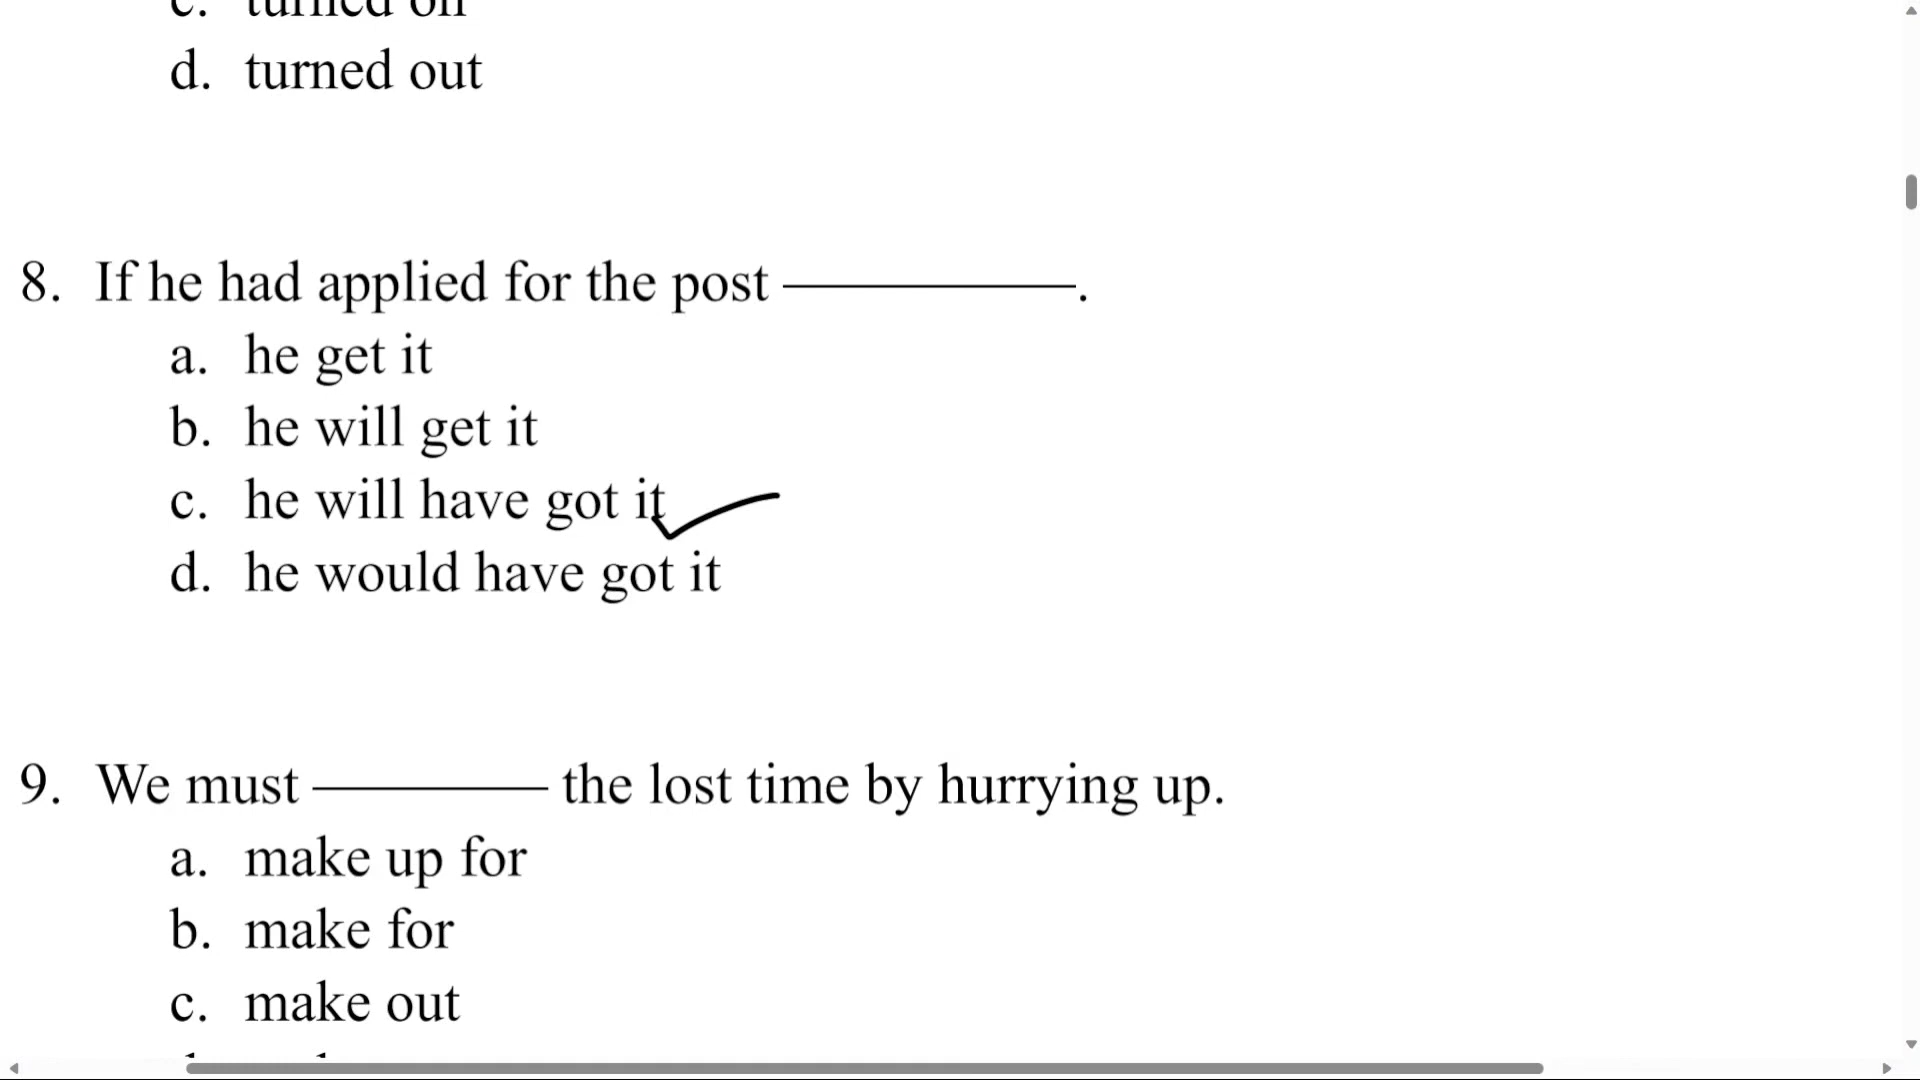 d. turned out
8. If he had applied for the post ________.
a. he get it
b. he will get it
c. he will have got it
d. he would have got it
9. We must ________ the lost time by hurrying up.
a. make up for
b. make for
c. make out